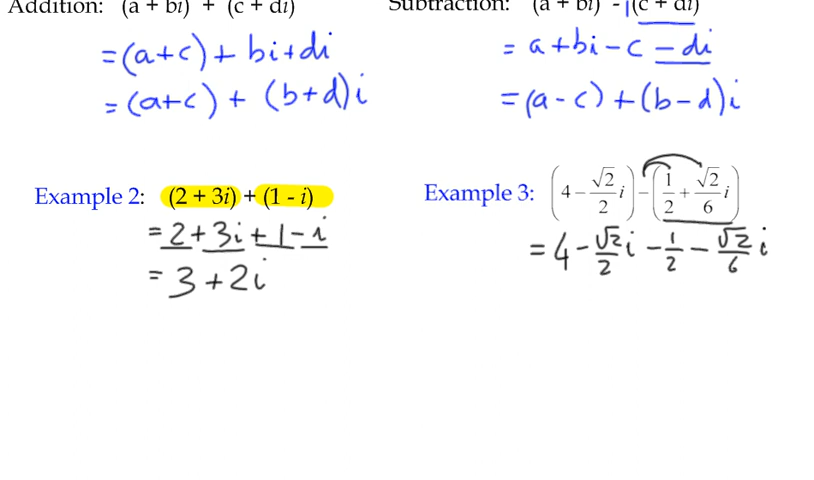 Addition: (a + bi) + (c + di)
= (a+c) + bi+di
= (a+c) + (b+d)i
Subtraction: (a + bi) - (c + di)
= a+bi-c-di
= (a-c) + (b-d)i
Example 2: (2 + 3i) + (1 - i)
= 2+3i+1-i
= 3+2i
Example 3: (4 - √2/2 i) - (1/2 + √2/6 i)
= 4 - √2/2 i - 1/2 - √2/6 i